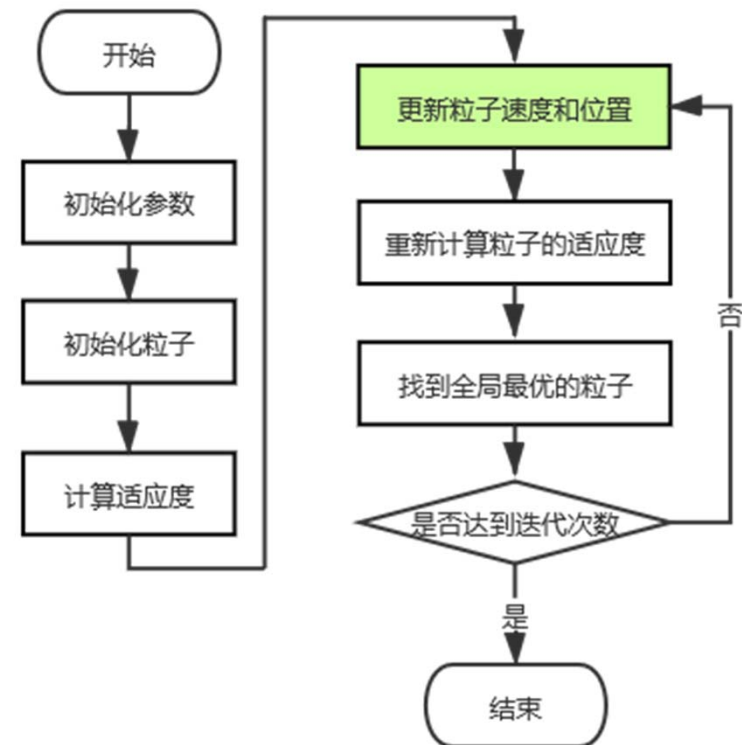 开始
初始化参数
初始化粒子
计算适应度
更新粒子速度和位置
重新计算粒子的适应度
找到全局最优的粒子
是否达到迭代次数
否
是
结束